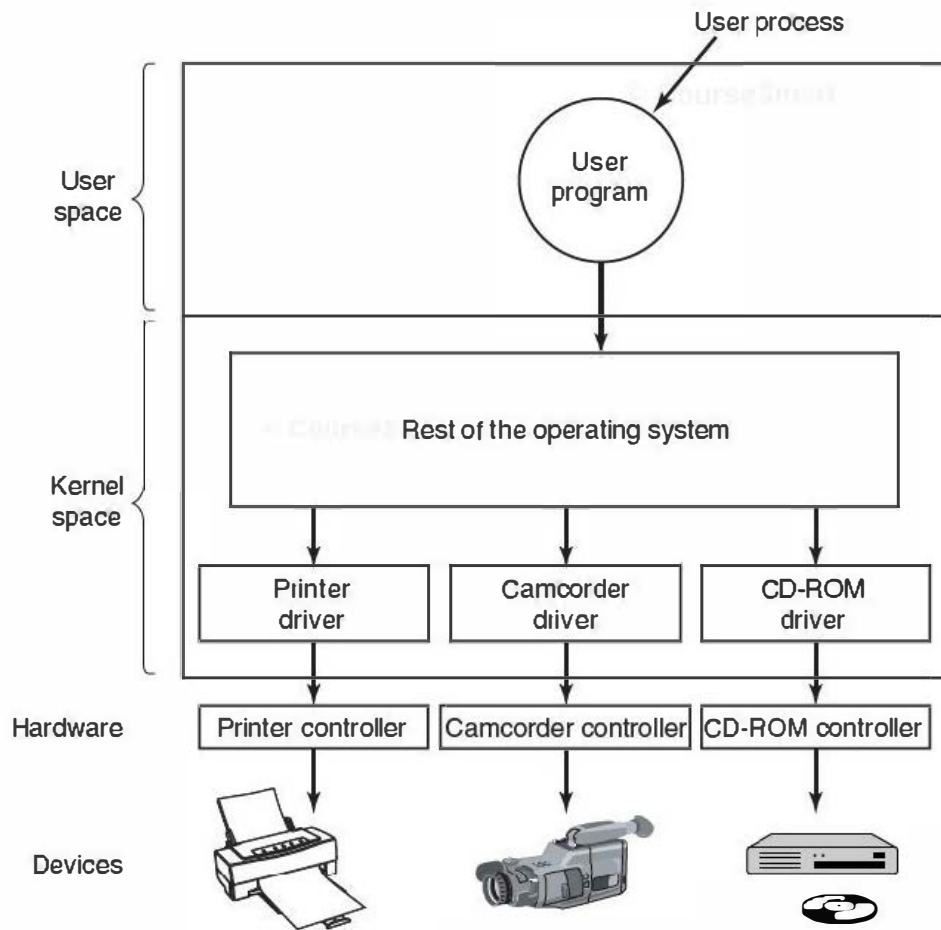 User process
User
program
User
space
Rest of the operating system
Kernel
space
Printer
driver
Camcorder
driver
CD-ROM
driver
Hardware
Printer controller
Camcorder controller
CD-ROM controller
Devices